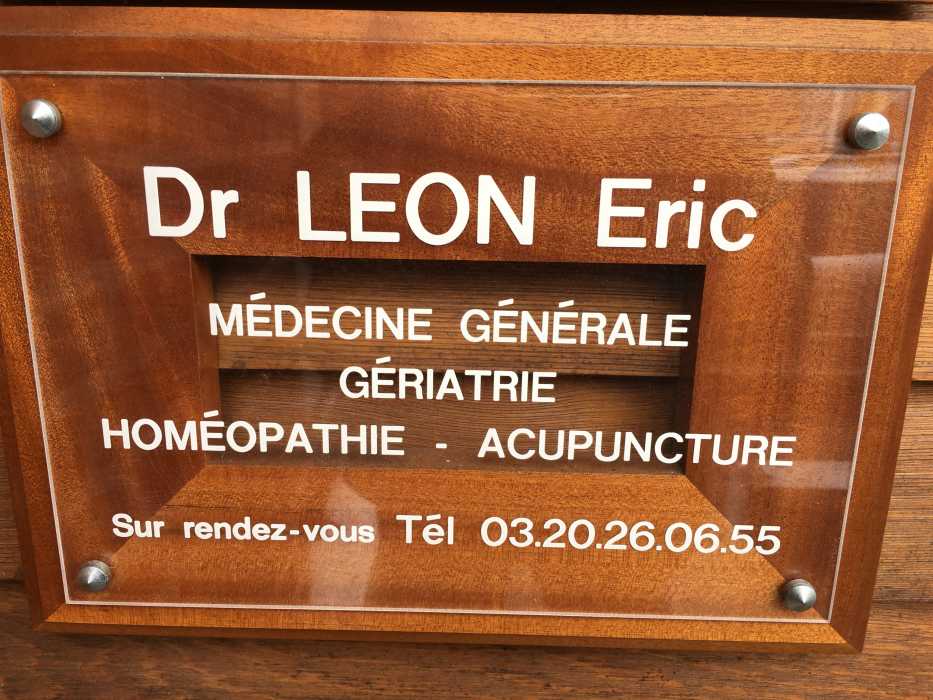 Dr LEON Eric
MÉDECINE GÉNÉRALE
GÉRIATRIE
HOMÉOPATHIE - ACUPUNCTURE
Sur rendez-vous Tél 03.20.26.06.55